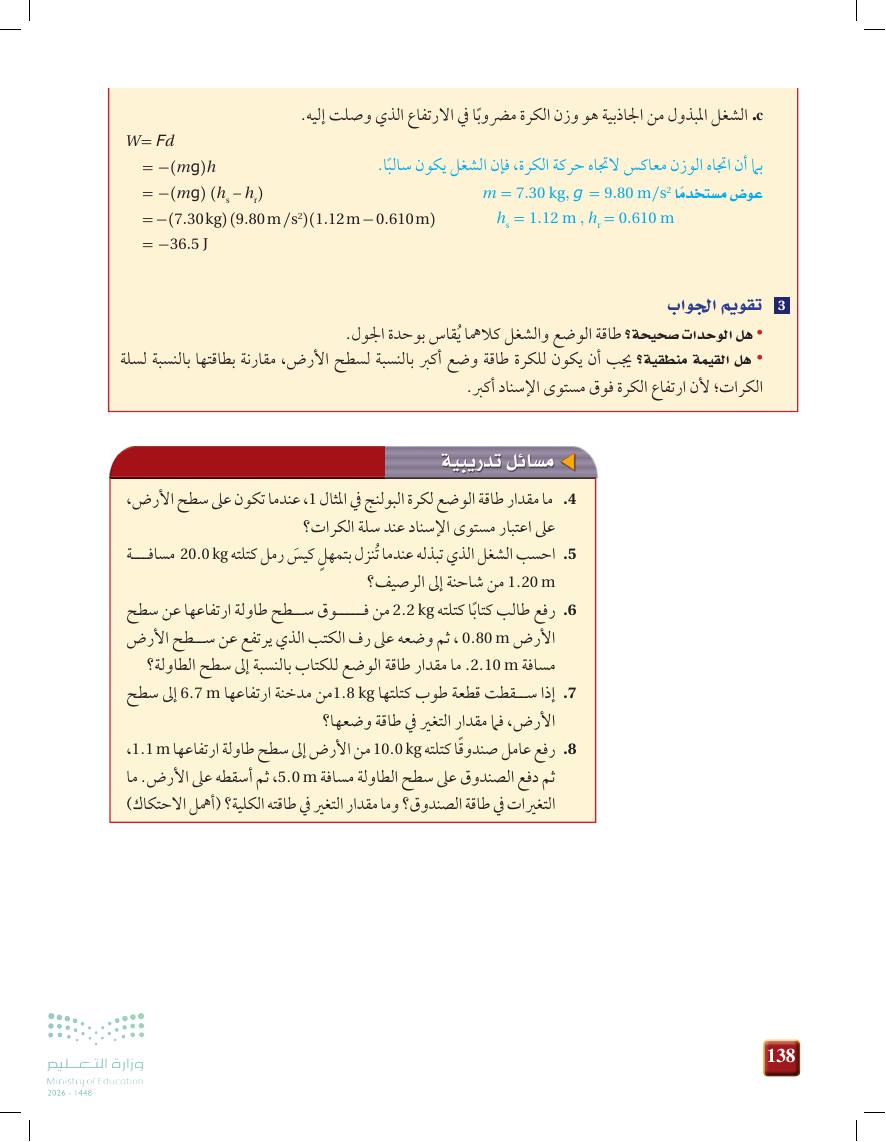 c. الشغل المبذول من الجاذبية هو وزن الكرة مضروبًا في الارتفاع الذي وصلت إليه.
W= Fd
= −(mg)h بما أن اتجاه الوزن معاكس لاتجاه حركة الكرة، فإن الشغل يكون سالبًا.
= −(mg) (hₛ – hᵣ) عوض مستخدمًا m = 7.30 kg, g = 9.80 m/s²
= −(7.30 kg) (9.80 m/s²)(1.12 m − 0.610 m) hₛ = 1.12 m , hᵣ = 0.610 m
= −36.5 J
3 تقويم الجواب
• هل الوحدات صحيحة؟ طاقة الوضع والشغل كلاهما يُقاس بوحدة الجول.
• هل القيمة منطقية؟ يجب أن يكون للكرة طاقة وضع أكبر بالنسبة لسطح الأرض، مقارنة بطاقتها بالنسبة لسلة
الكرات؛ لأن ارتفاع الكرة فوق مستوى الإسناد أكبر.
مسائل تدريبية
4. ما مقدار طاقة الوضع لكرة البولنج في المثال 1، عندما تكون على سطح الأرض،
على اعتبار مستوى الإسناد عند سلة الكرات؟
5. احسب الشغل الذي تبذله عندما تُنزل بتمهلٍ كيسَ رمل كتلته 20.0 kg مسافـــة
1.20 m من شاحنة إلى الرصيف؟
6. رفع طالب كتابًا كتلته 2.2 kg من فــــــوق ســـطح طاولة ارتفاعها عن سطح
الأرض 0.80 m ، ثم وضعه على رف الكتب الذي يرتفع عن ســـطح الأرض
مسافة 2.10 m. ما مقدار طاقة الوضع للكتاب بالنسبة إلى سطح الطاولة؟
7. إذا ســـقطت قطعة طوب كتلتها 1.8 kg من مدخنة ارتفاعها 6.7 m إلى سطح
الأرض، فما مقدار التغير في طاقة وضعها؟
8. رفع عامل صندوقًا كتلته 10.0 kg من الأرض إلى سطح طاولة ارتفاعها 1.1 m،
ثم دفع الصندوق على سطح الطاولة مسافة 5.0 m، ثم أسقطه على الأرض. ما
التغيرات في طاقة الصندوق؟ وما مقدار التغير في طاقته الكلية؟ (أهمل الاحتكاك)
وزارة التـعـــليم
Ministry of Education
2026 - 1448
138